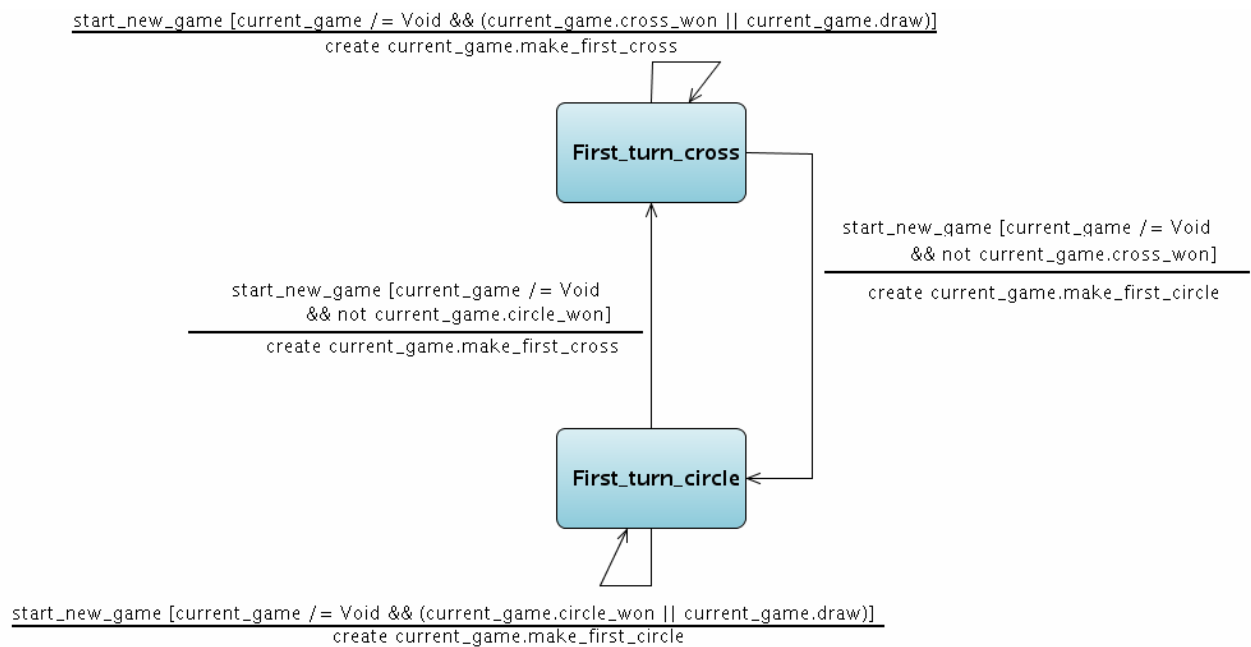 start_new_game [current_game /= Void && (current_game.cross_won || current_game.draw)]
create current_game.make_first_cross
First_turn_cross
start_new_game [current_game /= Void
&& not current_game.cross_won]
create current_game.make_first_circle
start_new_game [current_game /= Void
&& not current_game.circle_won]
create current_game.make_first_cross
First_turn_circle
start_new_game [current_game /= Void && (current_game.circle_won || current_game.draw)]
create current_game.make_first_circle